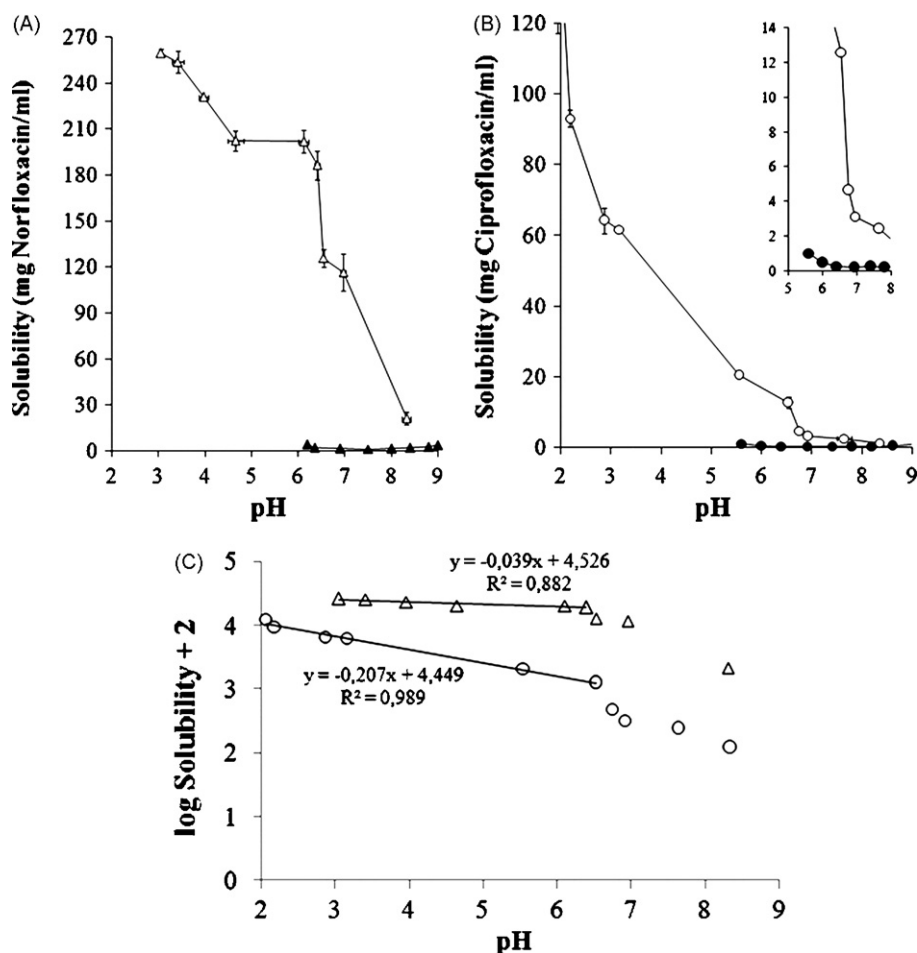 (A)
Solubility (mg Norfloxacin/ml)
270
240
210
180
150
120
90
60
30
0
2 3 4 5 6 7 8 9
pH
(B)
Solubility (mg Ciprofloxacin/ml)
120
100
80
60
40
20
0
2 3 4 5 6 7 8 9
pH
14
12
10
8
6
4
2
0
5 6 7 8
(C)
log Solubility + 2
5
4
3
2
1
0
y = -0,039x + 4,526
R² = 0,882
y = -0,207x + 4,449
R² = 0,989
2 3 4 5 6 7 8 9
pH